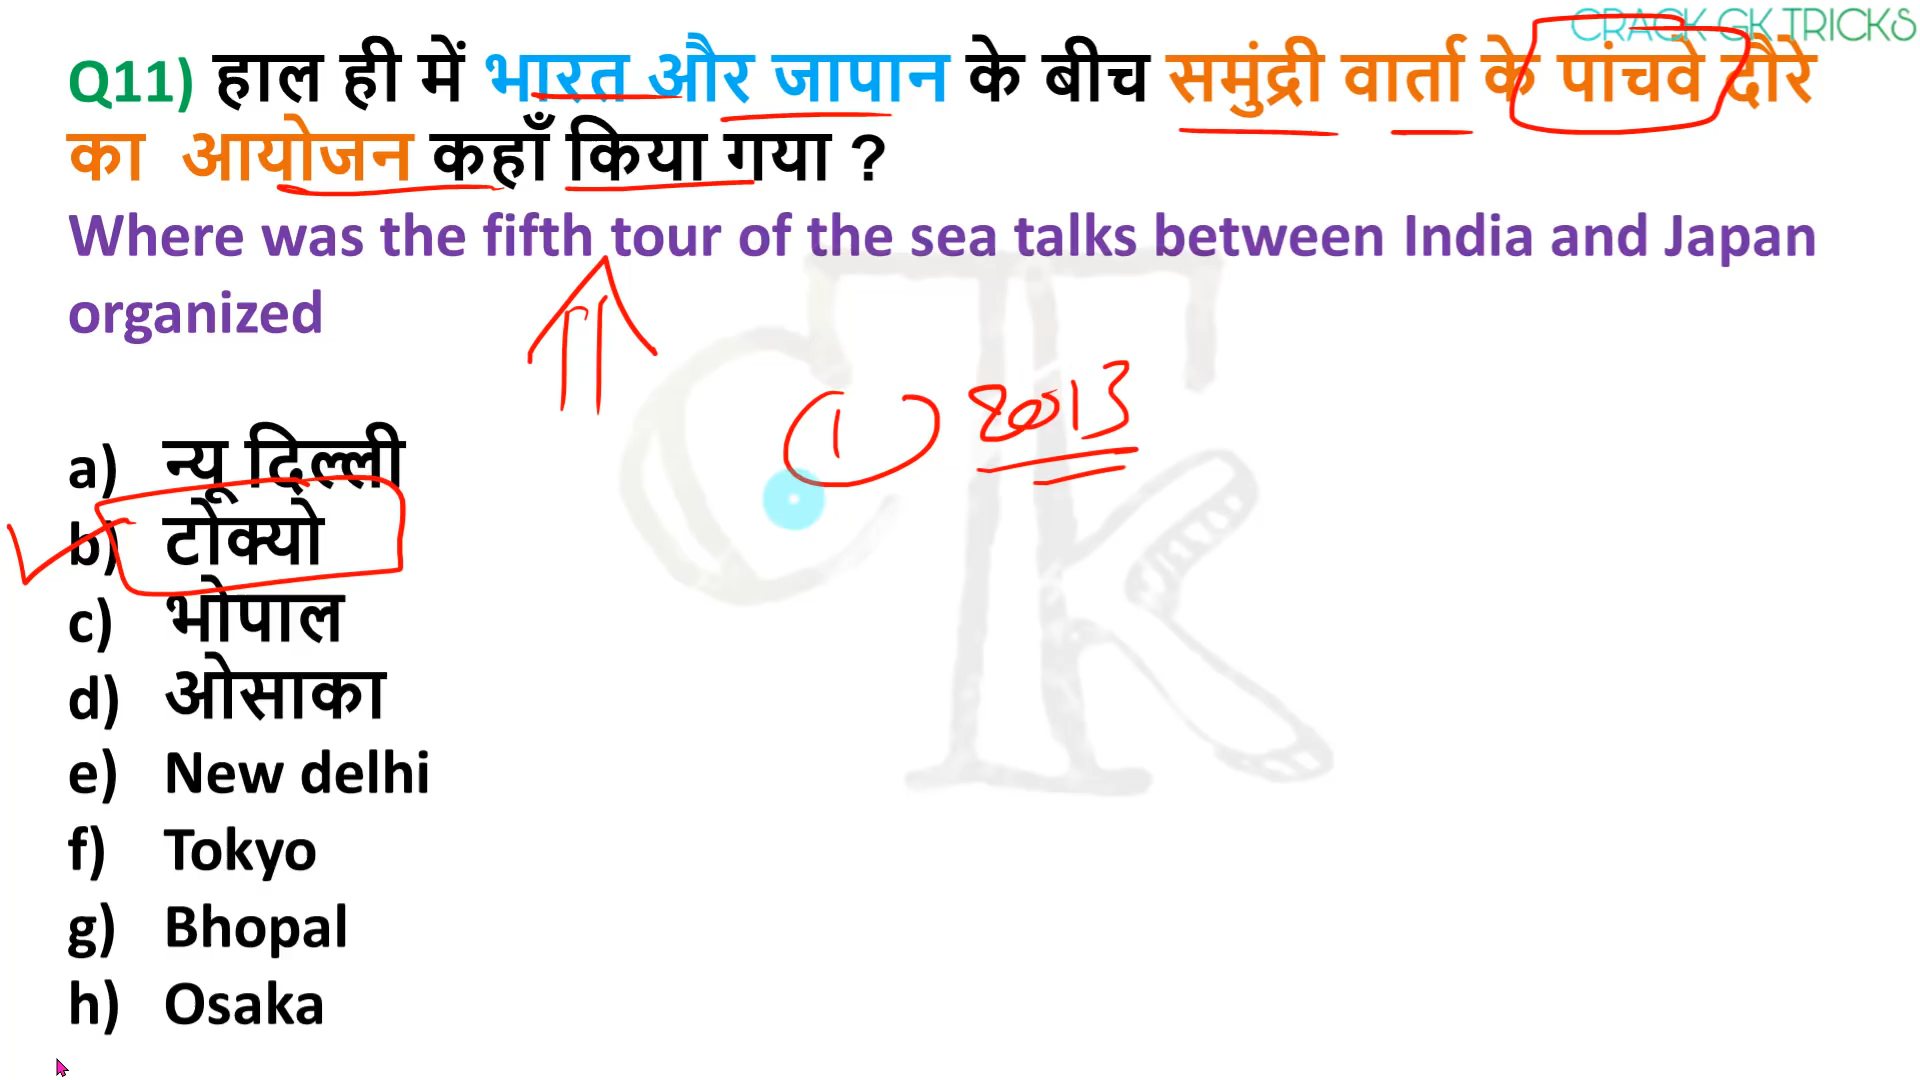 CRACK GK TRICKS
Q11) हाल ही में भारत और जापान के बीच समुंद्री वार्ता के पांचवे दौरे
का आयोजन कहाँ किया गया ?
Where was the fifth tour of the sea talks between India and Japan
organized
(1) 2013
a) न्यू दिल्ली
b) टोक्यो
c) भोपाल
d) ओसाका
e) New delhi
f) Tokyo
g) Bhopal
h) Osaka